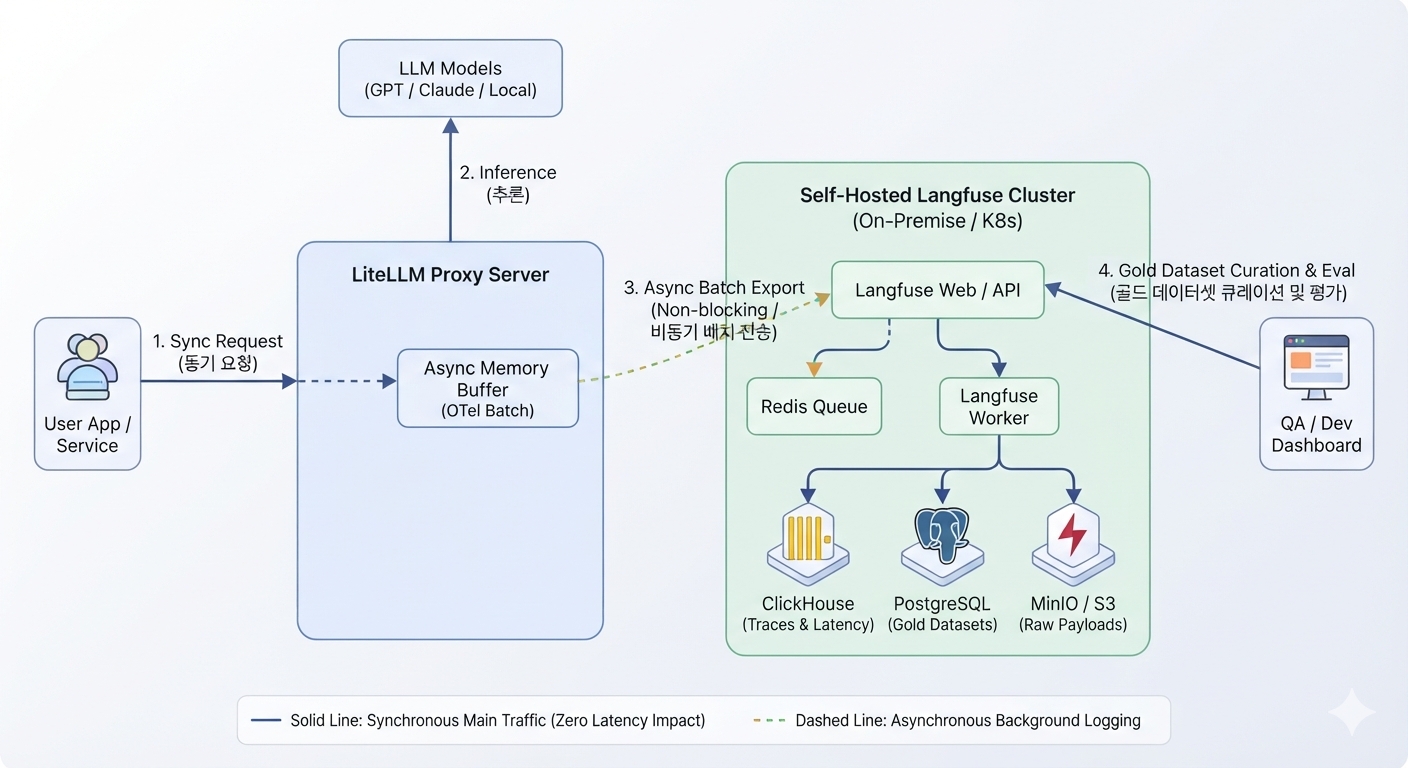 LLM Models
(GPT / Claude / Local)
2. Inference
(추론)
LiteLLM Proxy Server
User App /
Service
1. Sync Request
(동기 요청)
Async Memory
Buffer
(OTel Batch)
3. Async Batch Export
(Non-blocking /
비동기 배치 전송)
Self-Hosted Langfuse Cluster
(On-Premise / K8s)
Langfuse Web / API
Redis Queue
Langfuse
Worker
ClickHouse
(Traces & Latency)
PostgreSQL
(Gold Datasets)
MinIO / S3
(Raw Payloads)
4. Gold Dataset Curation & Eval
(골드 데이터셋 큐레이션 및 평가)
QA / Dev
Dashboard
Solid Line: Synchronous Main Traffic (Zero Latency Impact)
Dashed Line: Asynchronous Background Logging